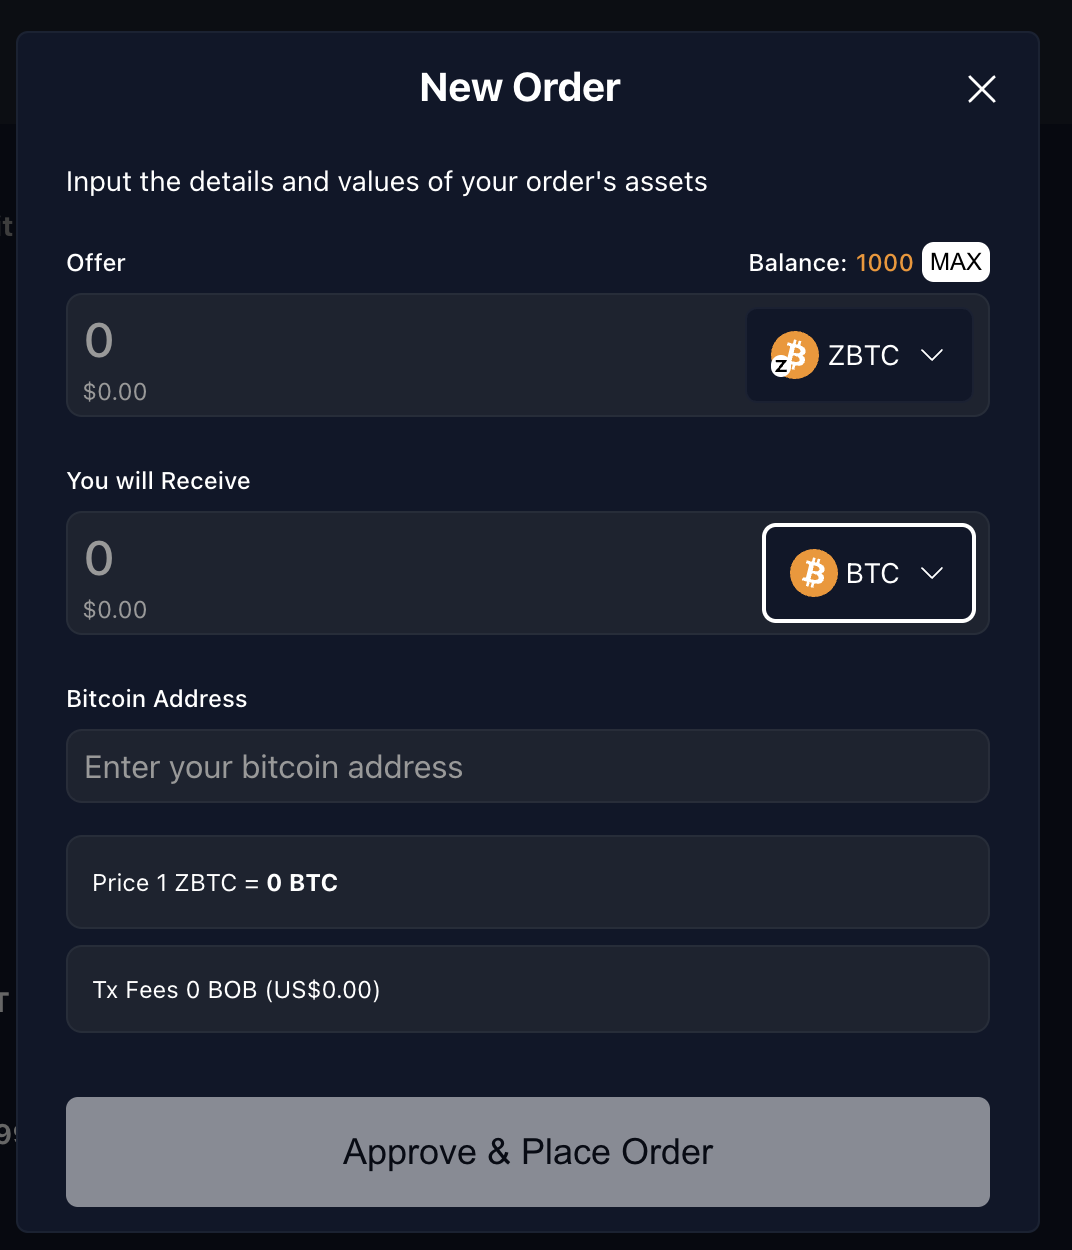 New Order
Input the details and values of your order's assets
Offer
Balance: 1000 MAX
0
ZBTC
$0.00
You will Receive
0
BTC
$0.00
Bitcoin Address
Enter your bitcoin address
Price 1 ZBTC = 0 BTC
Tx Fees 0 BOB (US$0.00)
Approve & Place Order